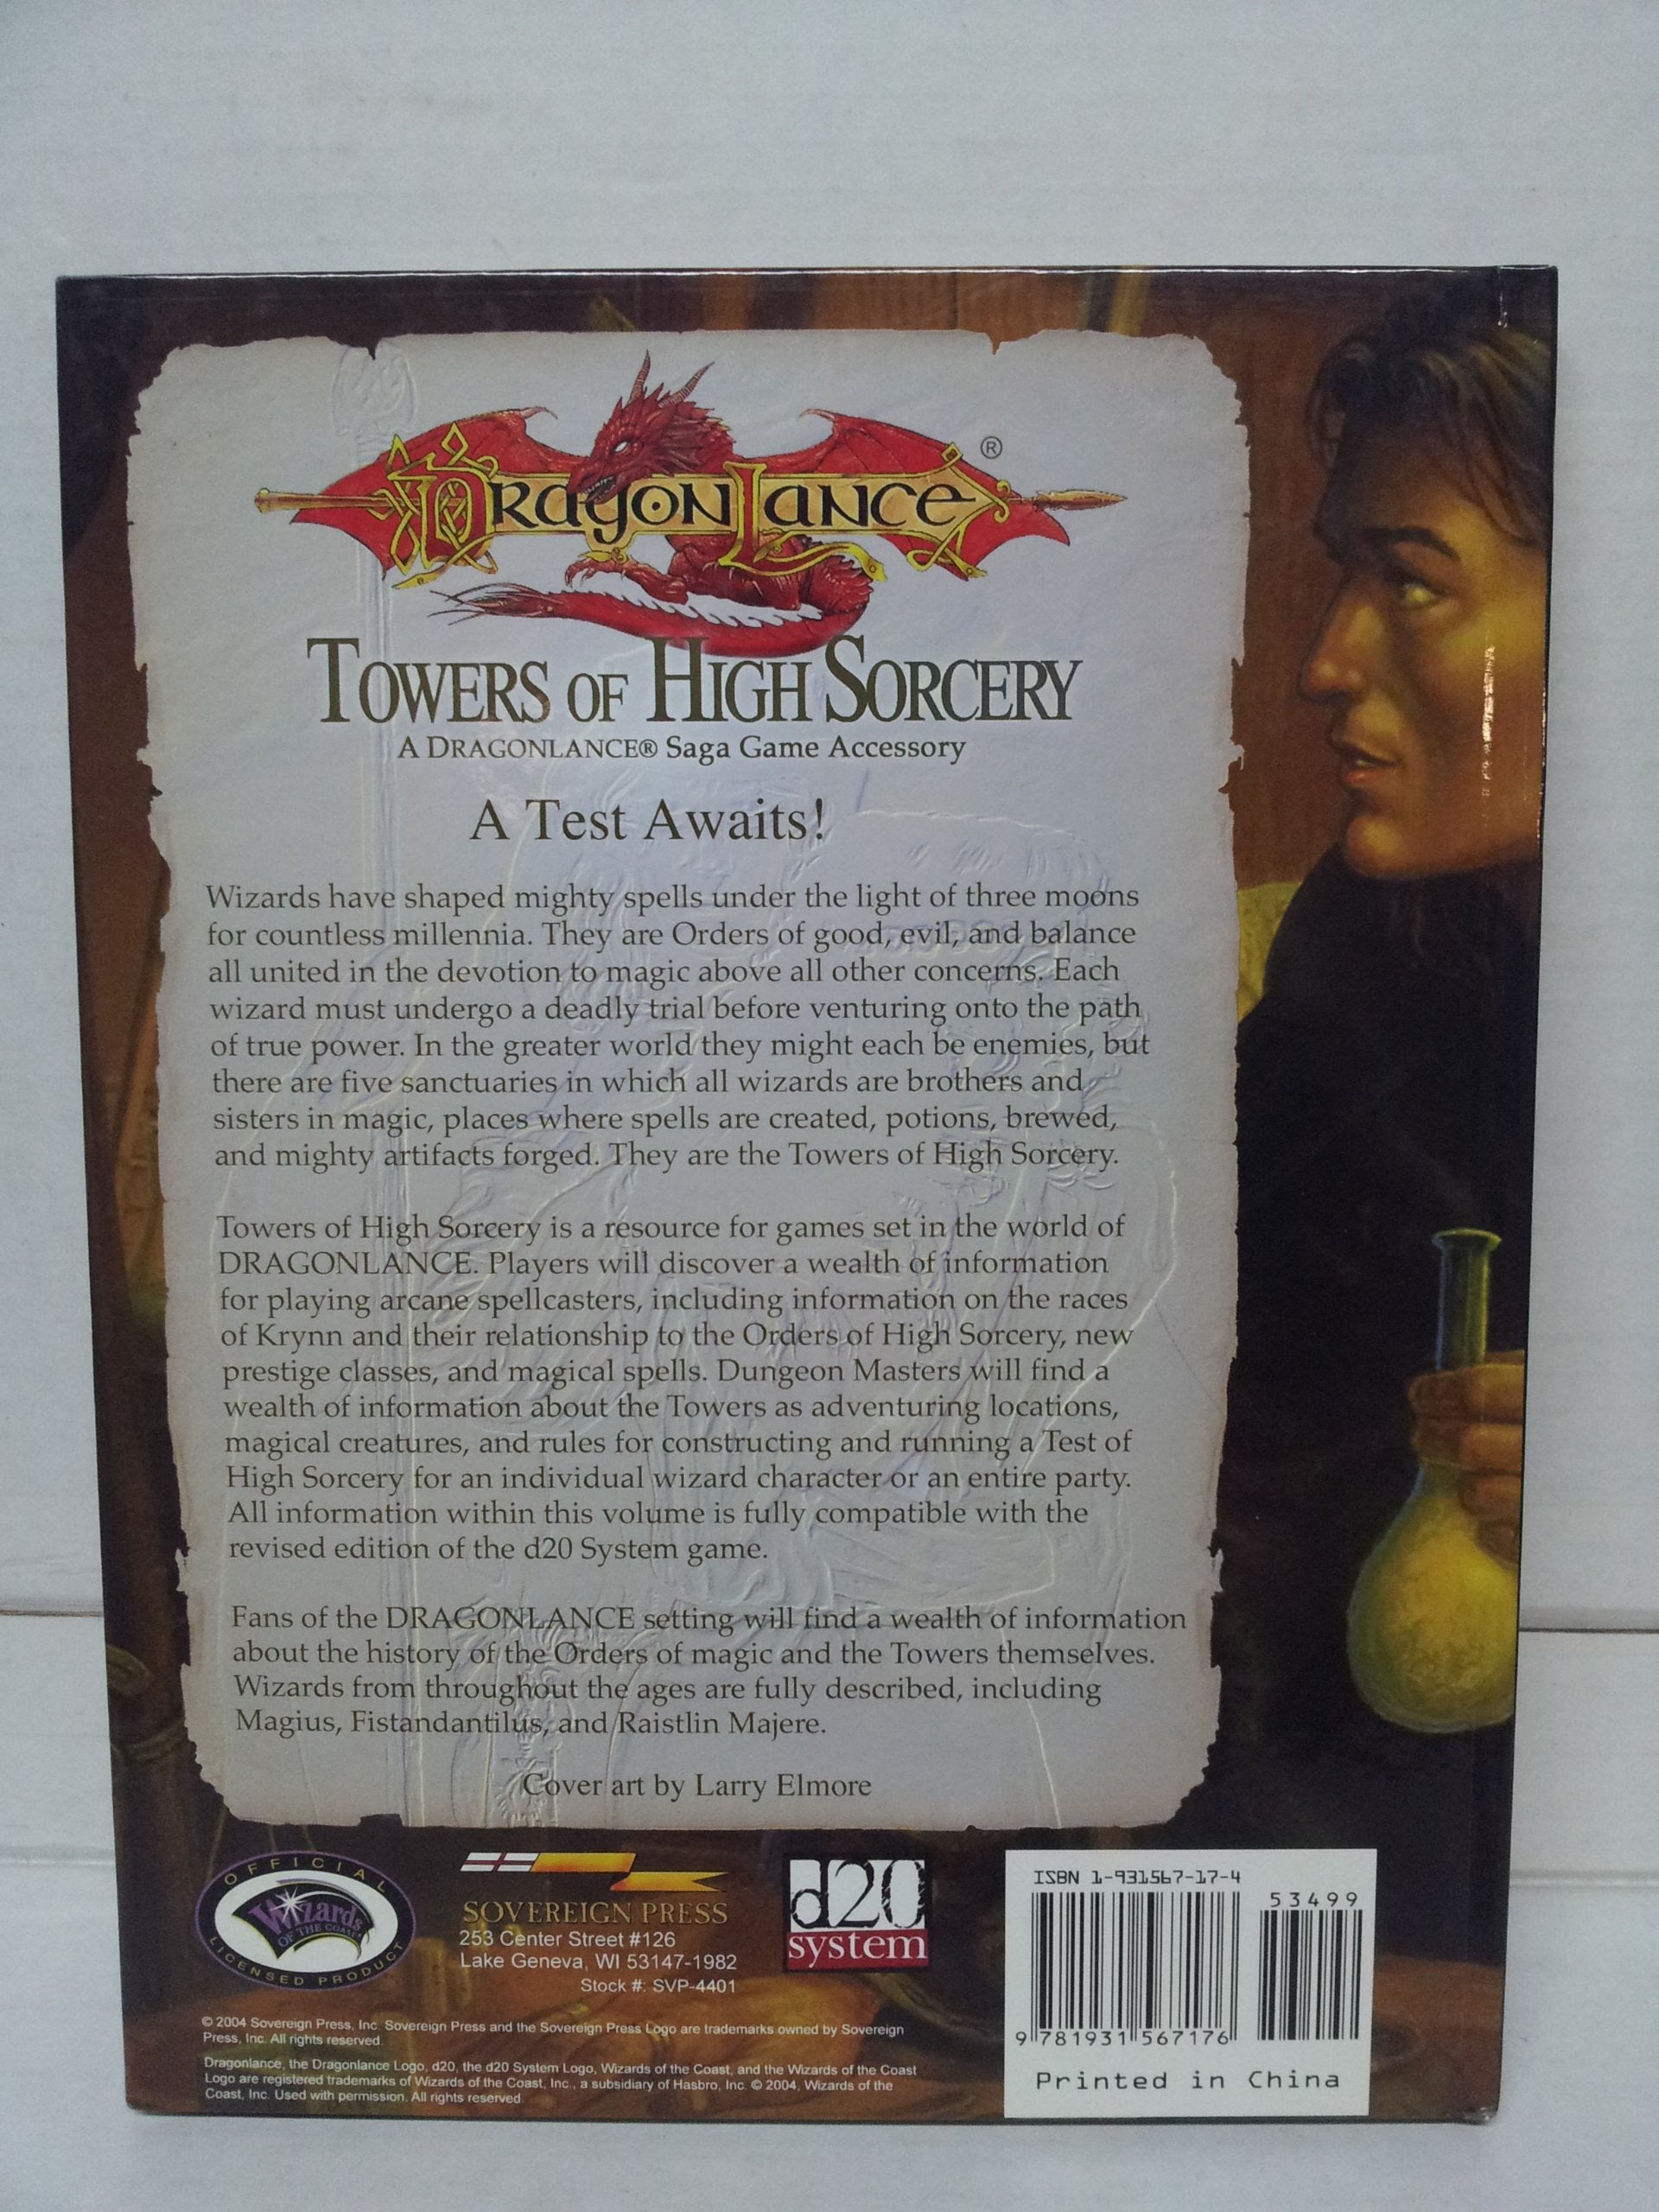 DRAGONLANCE ®
TOWERS OF HIGH SORCERY
A DRAGONLANCE® Saga Game Accessory
A Test Awaits!
Wizards have shaped mighty spells under the light of three moons
for countless millennia. They are Orders of good, evil, and balance
all united in the devotion to magic above all other concerns. Each
wizard must undergo a deadly trial before venturing onto the path
of true power. In the greater world they might each be enemies, but
there are five sanctuaries in which all wizards are brothers and
sisters in magic, places where spells are created, potions, brewed,
and mighty artifacts forged. They are the Towers of High Sorcery.
Towers of High Sorcery is a resource for games set in the world of
DRAGONLANCE. Players will discover a wealth of information
for playing arcane spellcasters, including information on the races
of Krynn and their relationship to the Orders of High Sorcery, new
prestige classes, and magical spells. Dungeon Masters will find a
wealth of information about the Towers as adventuring locations,
magical creatures, and rules for constructing and running a Test of
High Sorcery for an individual wizard character or an entire party.
All information within this volume is fully compatible with the
revised edition of the d20 System game.
Fans of the DRAGONLANCE setting will find a wealth of information
about the history of the Orders of magic and the Towers themselves.
Wizards from throughout the ages are fully described, including
Magius, Fistandantilus, and Raistlin Majere.
Cover art by Larry Elmore
OFFICIAL
Wizards
OF THE COAST
LICENSED PRODUCT
SOVEREIGN PRESS
253 Center Street #126
Lake Geneva, WI 53147-1982
Stock #: SVP-4401
d20
system
ISBN 1-931567-17-4
53499
9 781931 567176
Printed in China
© 2004 Sovereign Press, Inc. Sovereign Press and the Sovereign Press Logo are trademarks owned by Sovereign
Press, Inc. All rights reserved.
Dragonlance, the Dragonlance Logo, d20, the d20 System Logo, Wizards of the Coast, and the Wizards of the Coast
Logo are registered trademarks of Wizards of the Coast, Inc., a subsidiary of Hasbro, Inc. © 2004, Wizards of the
Coast, Inc. Used with permission. All rights reserved.